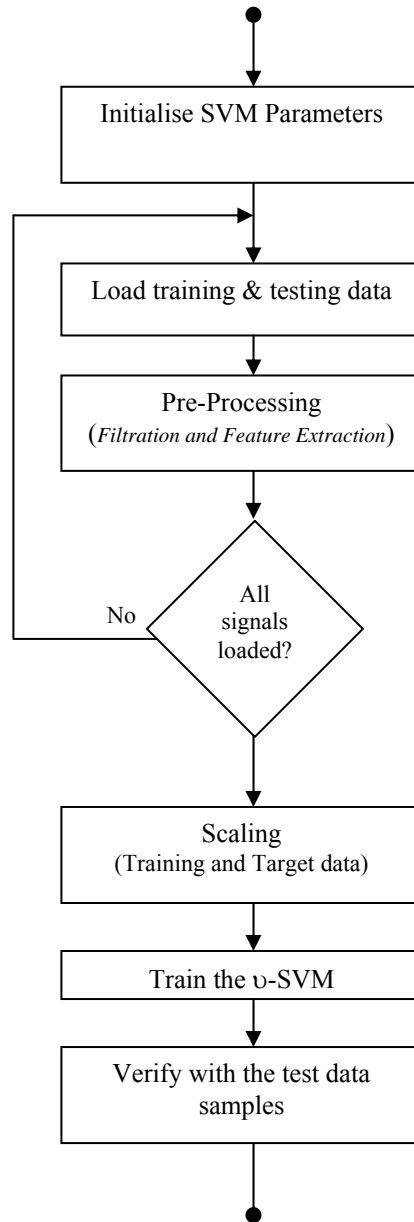 Initialise SVM Parameters
Load training & testing data
Pre-Processing
(Filtration and Feature Extraction)
All
signals
loaded?
No
Scaling
(Training and Target data)
Train the υ-SVM
Verify with the test data
samples